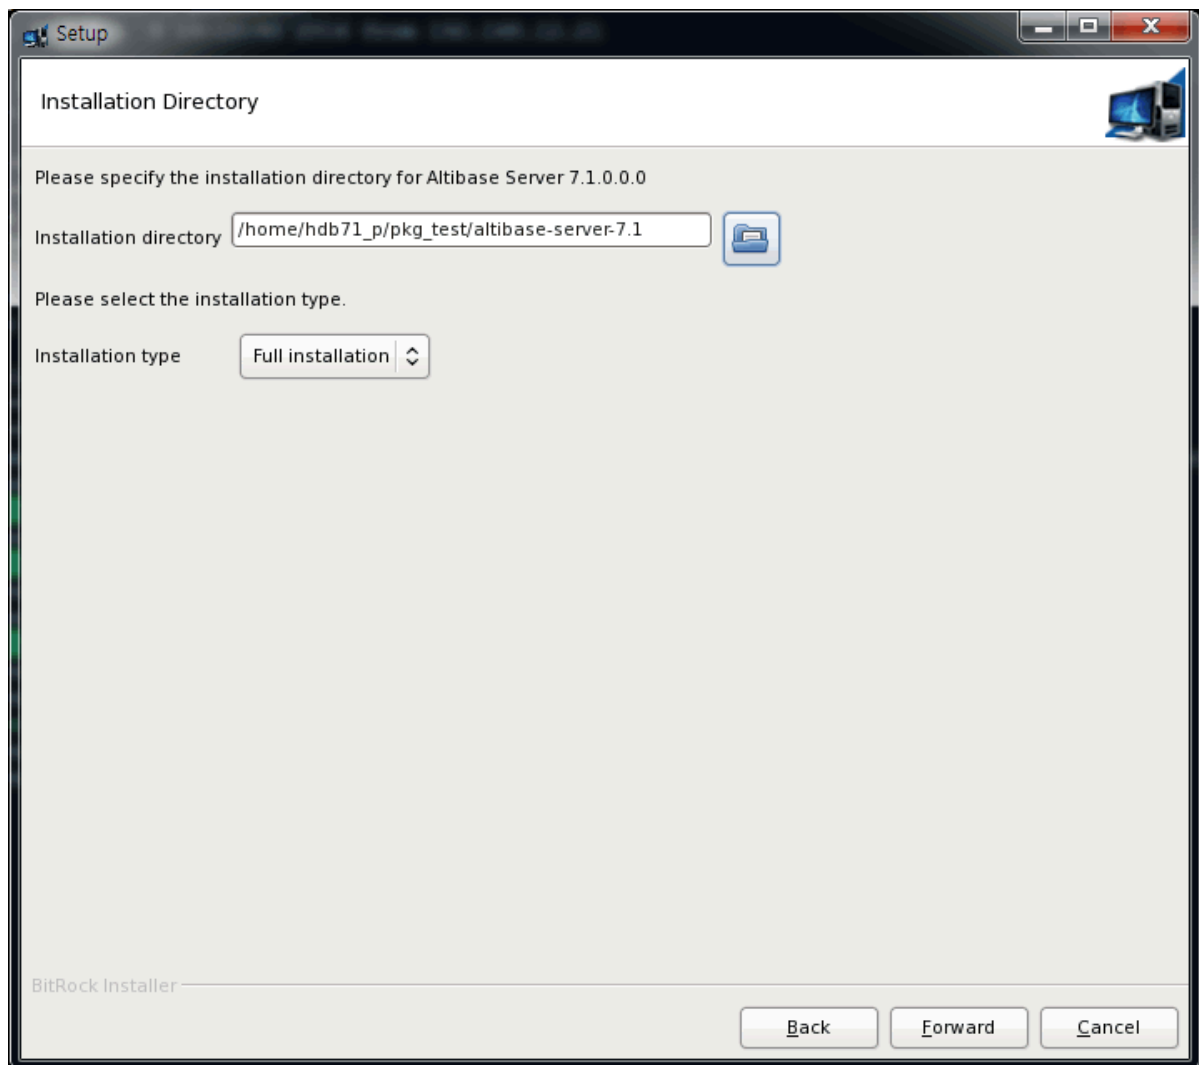 Setup
Installation Directory
Please specify the installation directory for Altibase Server 7.1.0.0.0
Installation directory /home/hdb71_p/pkg_test/altibase-server-7.1
Please select the installation type.
Installation type Full installation
BitRock Installer
Back Forward Cancel